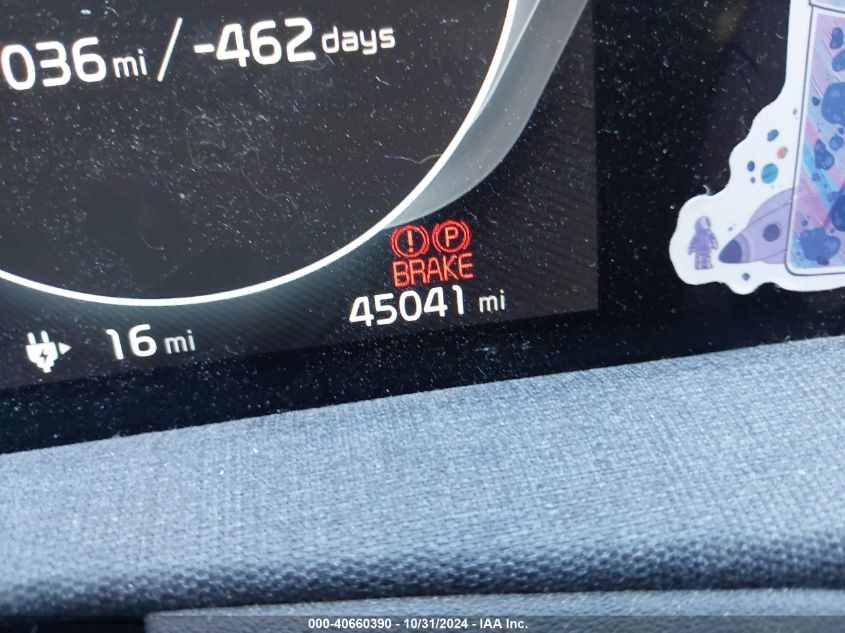 036 mi / -462 days
! P
BRAKE
45041 mi
16 mi
000-40660390 - 10/31/2024 - IAA Inc.